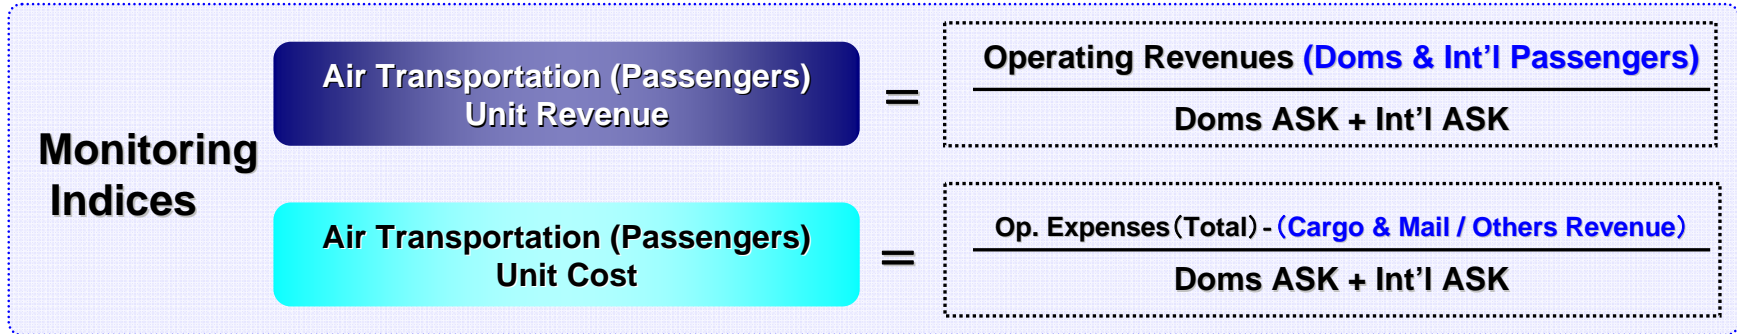 Monitoring
Indices
Air Transportation (Passengers)
Unit Revenue
=
Operating Revenues (Doms & Int'l Passengers)
Doms ASK + Int'l ASK
Air Transportation (Passengers)
Unit Cost
=
Op. Expenses（Total）-（Cargo & Mail / Others Revenue）
Doms ASK + Int'l ASK